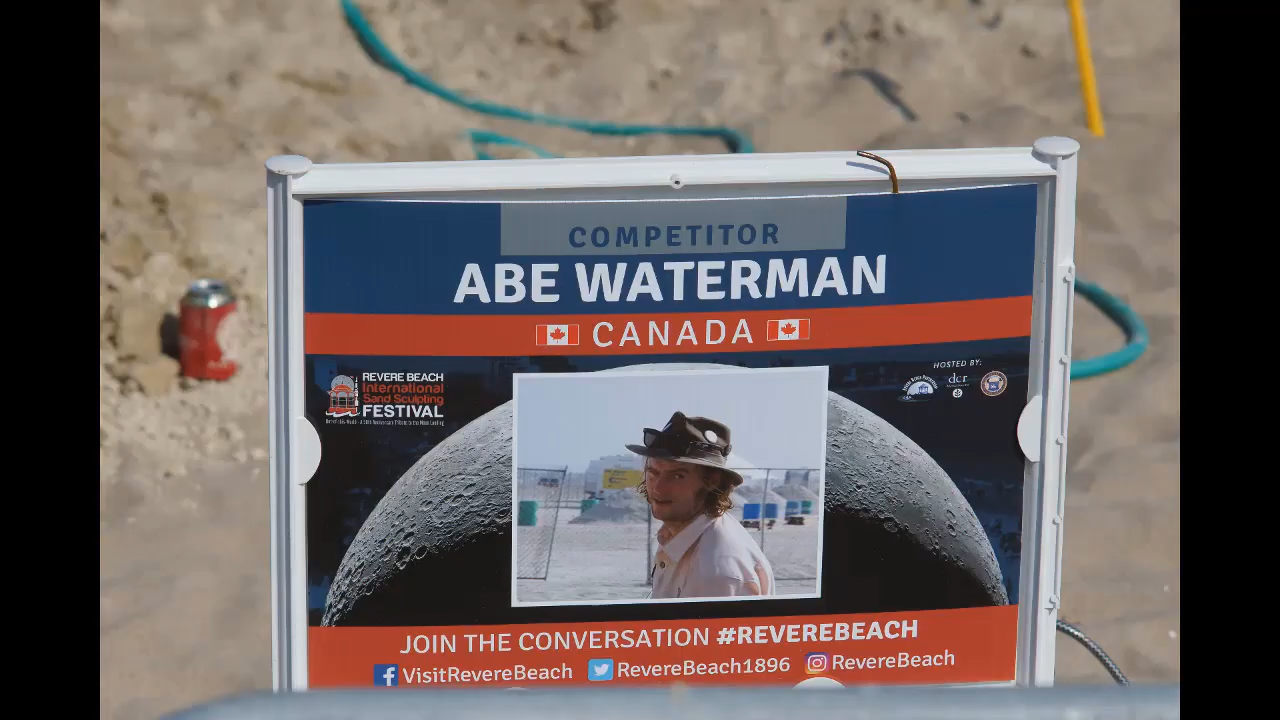 COMPETITOR
ABE WATERMAN
CANADA
REVERE BEACH
International
Sand Sculpting
FESTIVAL
HOSTED BY:
dcr
JOIN THE CONVERSATION #REVEREBEACH
VisitRevereBeach RevereBeach1896 RevereBeach